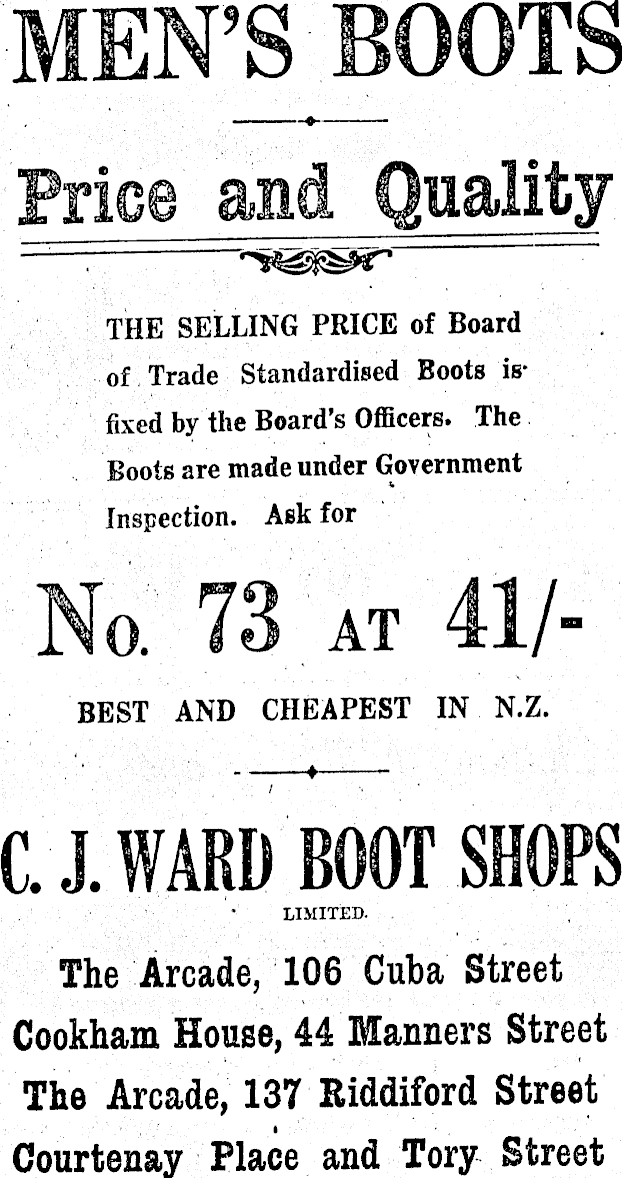 MEN'S BOOTS
Price and Quality
THE SELLING PRICE of Board
of Trade Standardised Boots is
fixed by the Board's Officers. The
Boots are made under Government
Inspection. Ask for
No. 73 AT 41/-
BEST AND CHEAPEST IN N.Z.
C. J. WARD BOOT SHOPS
LIMITED.
The Arcade, 106 Cuba Street
Cookham House, 44 Manners Street
The Arcade, 137 Riddiford Street
Courtenay Place and Tory Street